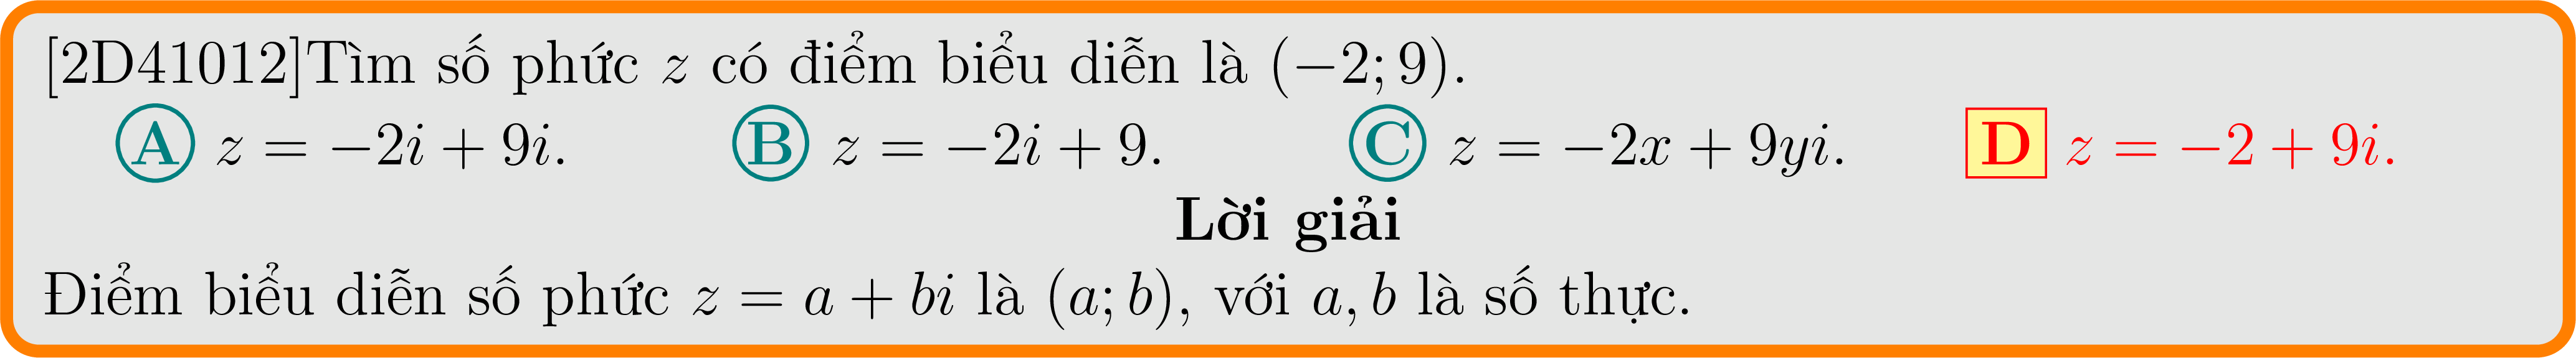 [2D41012]Tìm số phức z có điểm biểu diễn là (−2; 9).
A z = −2i + 9i. B z = −2i + 9. C z = −2x + 9yi. D z = −2 + 9i.
Lời giải
Điểm biểu diễn số phức z = a + bi là (a; b), với a, b là số thực.